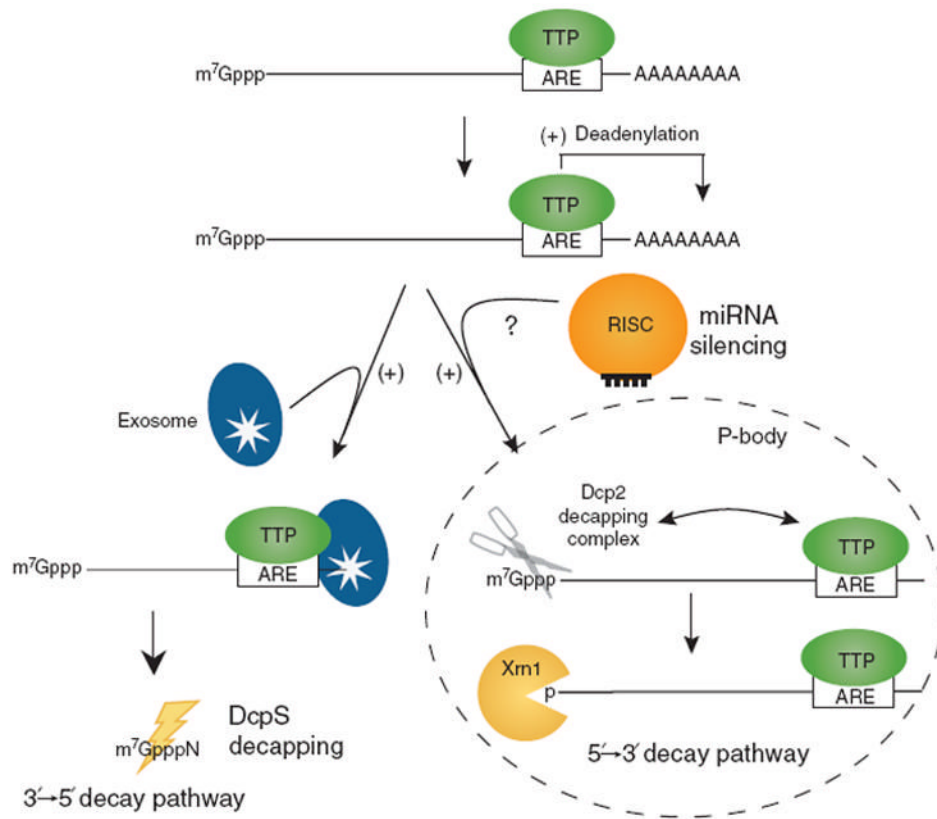 TTP
m⁷Gppp
ARE
AAAAAAAA
(+) Deadenylation
TTP
m⁷Gppp
ARE
AAAAAAAA
?
RISC
miRNA
silencing
(+)
(+)
Exosome
P-body
Dcp2
decapping
complex
TTP
m⁷Gppp
ARE
TTP
m⁷Gppp
ARE
Xrn1
p
TTP
ARE
DcpS
decapping
m⁷GpppN
5′→3′ decay pathway
3′→5′ decay pathway